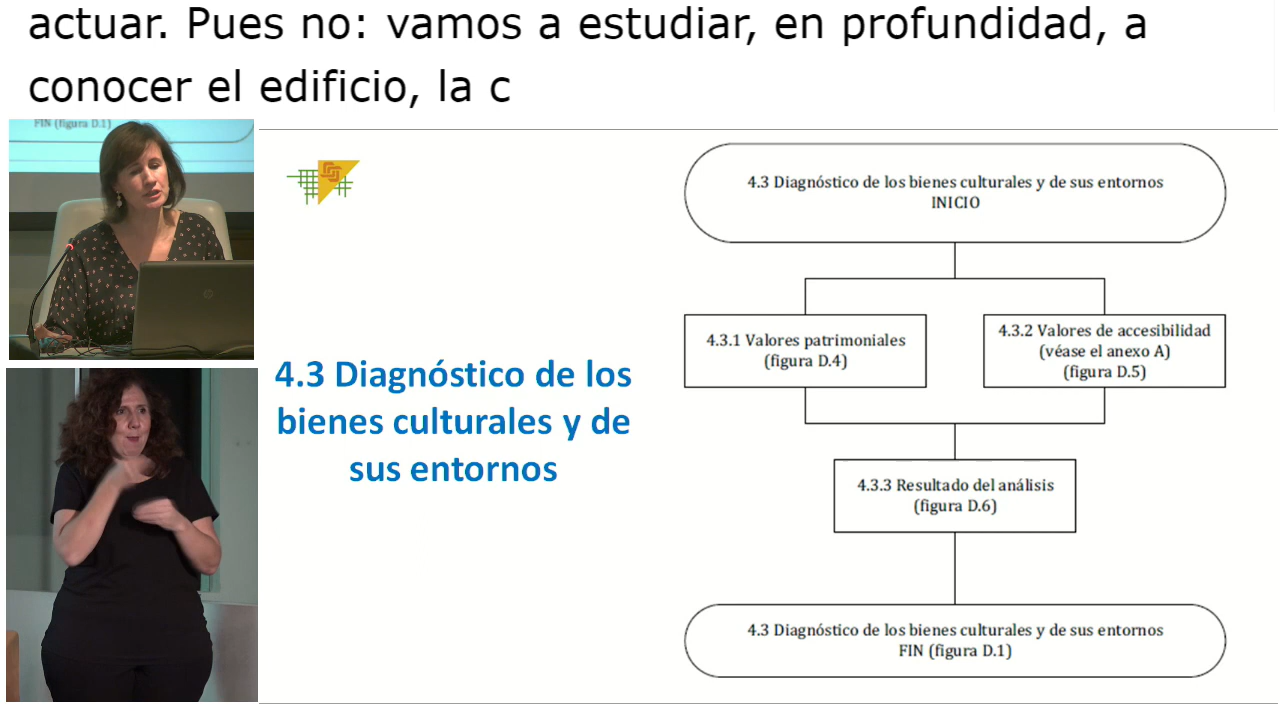 actuar. Pues no: vamos a estudiar, en profundidad, a
conocer el edificio, la c
FIN (figura D.1)
4.3 Diagnóstico de los
bienes culturales y de
sus entornos
4.3 Diagnóstico de los bienes culturales y de sus entornos
INICIO
4.3.1 Valores patrimoniales
(figura D.4)
4.3.2 Valores de accesibilidad
(véase el anexo A)
(figura D.5)
4.3.3 Resultado del análisis
(figura D.6)
4.3 Diagnóstico de los bienes culturales y de sus entornos
FIN (figura D.1)